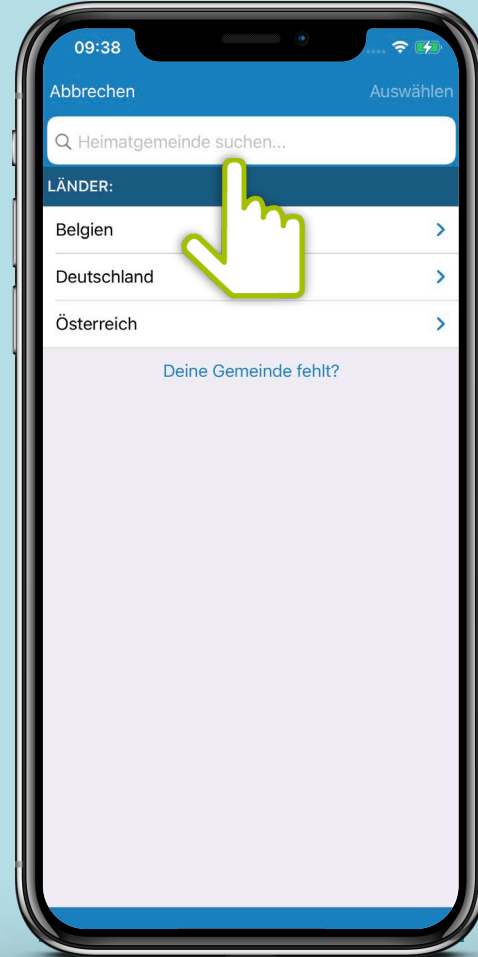 09:38
Abbrechen
Auswählen
Heimatgemeinde suchen...
LÄNDER:
Belgien
Deutschland
Österreich
Deine Gemeinde fehlt?